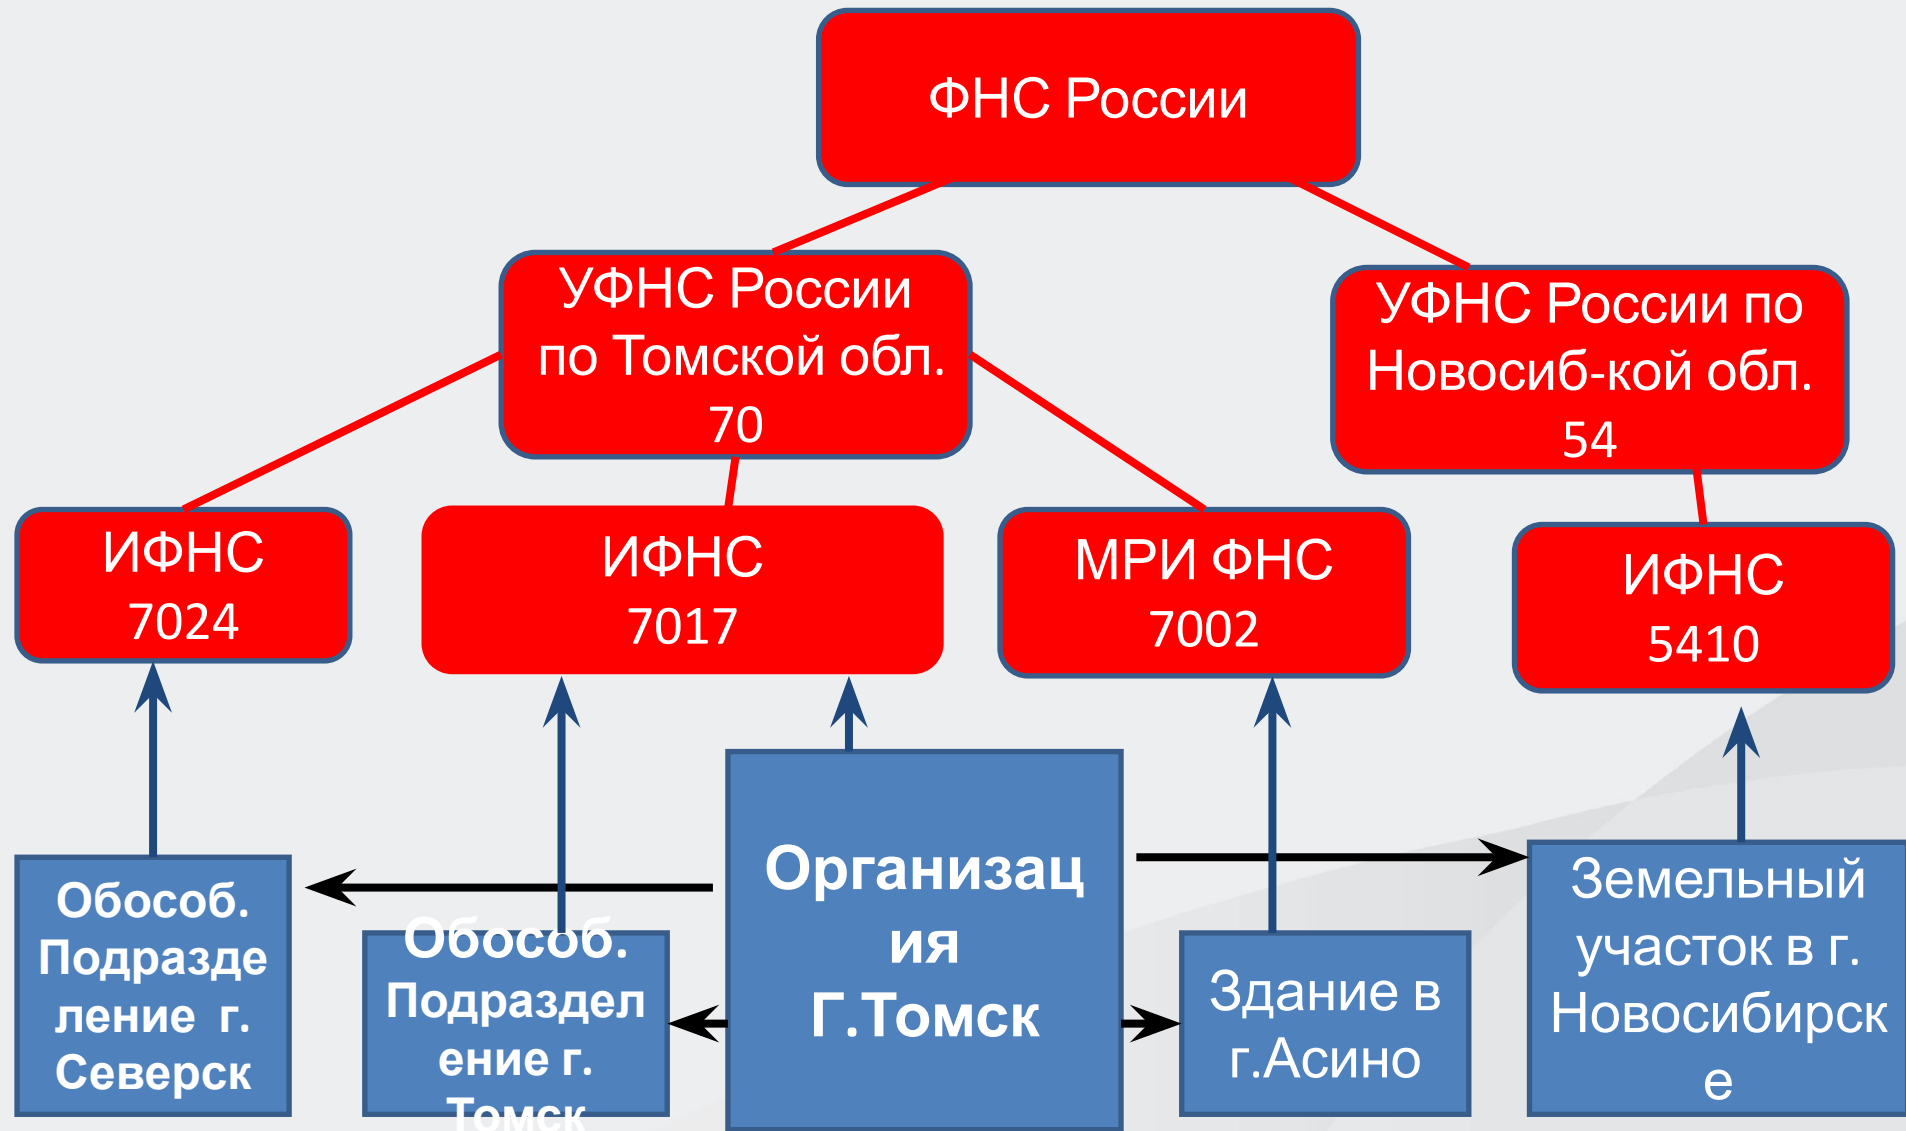 ФНС России
УФНС России
по Томской обл.
70
УФНС России по
Новосиб-кой обл.
54
ИФНС
7024
ИФНС
7017
МРИ ФНС
7002
ИФНС
5410
Обособ.
Подразде
ление г.
Северск
Обособ.
Подраздел
ение г.
Томск
Организац
ия
Г.Томск
Здание в
г.Асино
Земельный
участок в г.
Новосибирск
е